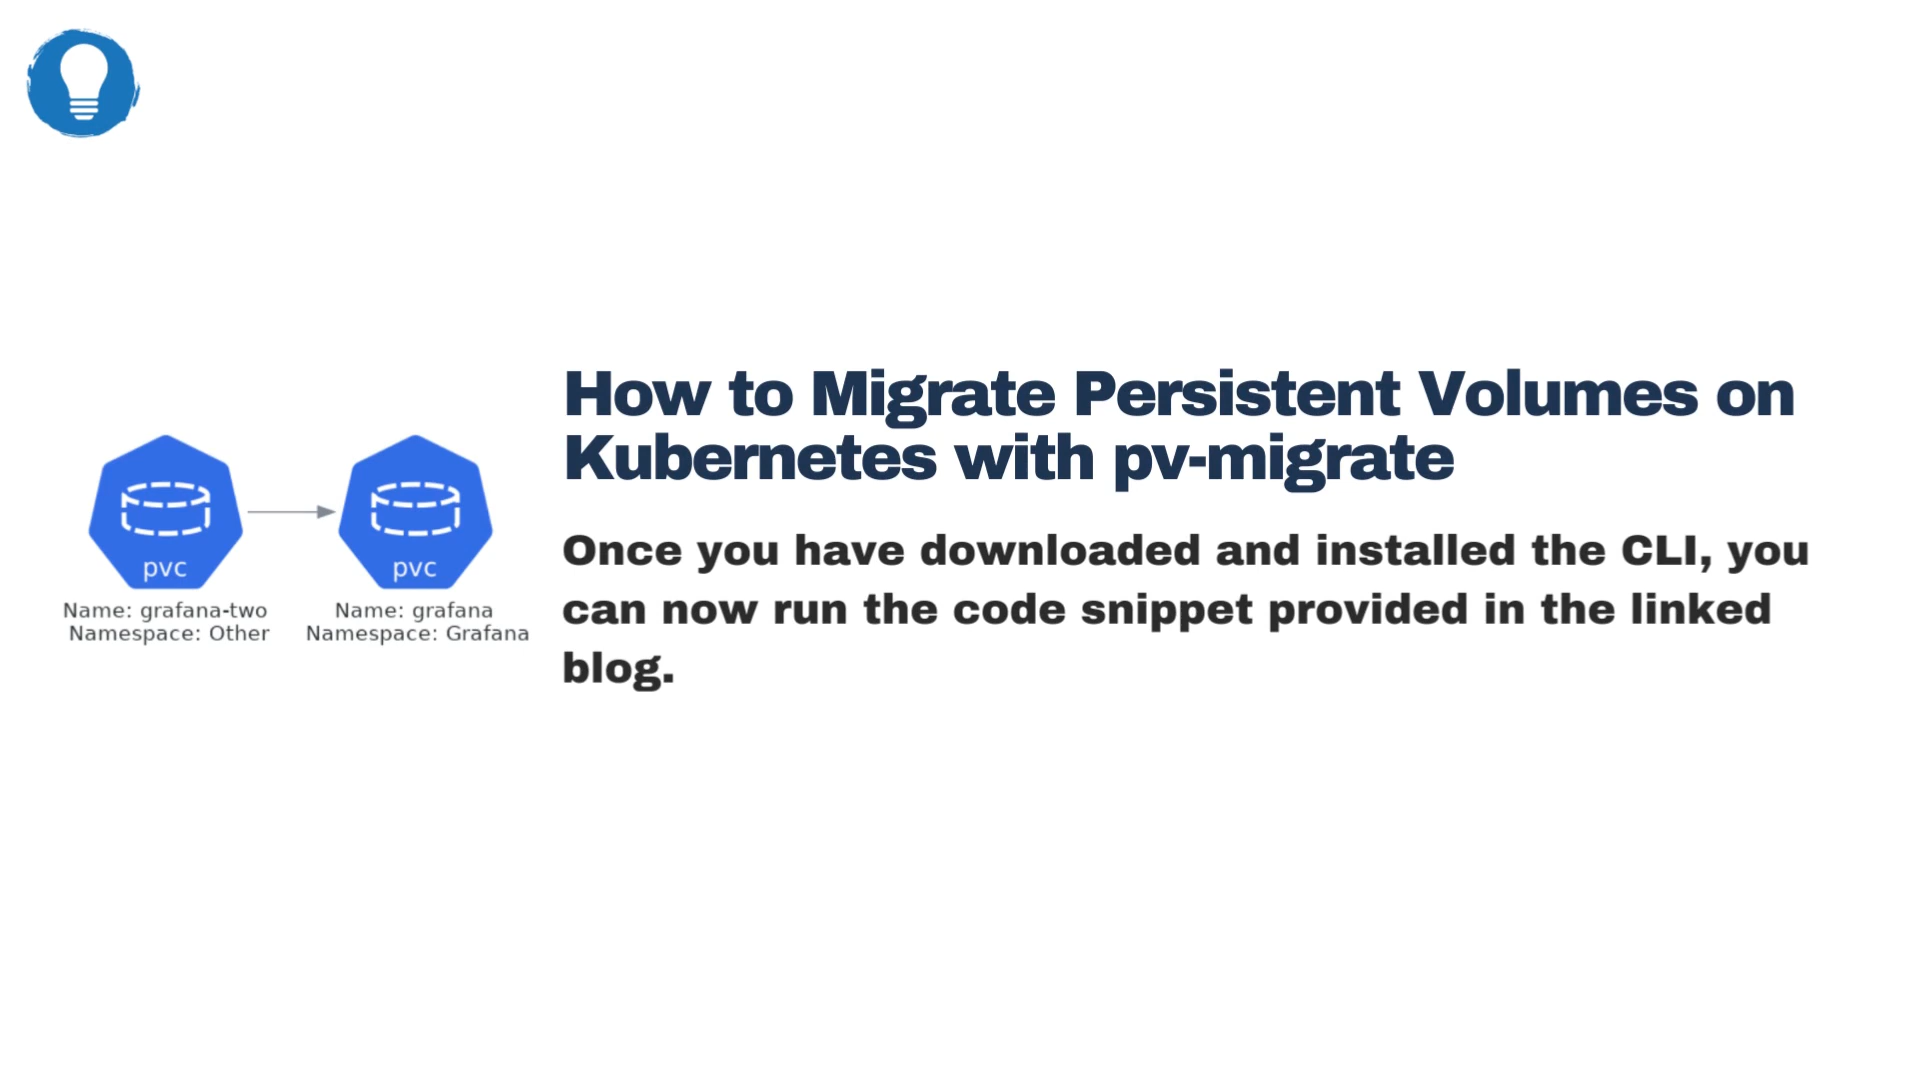 How to Migrate Persistent Volumes on
Kubernetes with pv-migrate
Once you have downloaded and installed the CLI, you
can now run the code snippet provided in the linked
blog.
pvc
Name: grafana-two
Namespace: Other
pvc
Name: grafana
Namespace: Grafana